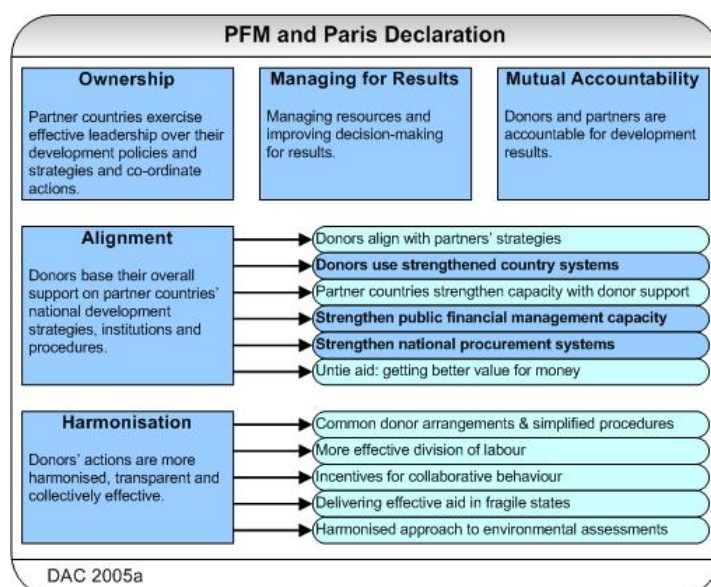 PFM and Paris Declaration
Ownership
Partner countries exercise
effective leadership over their
development policies and
strategies and co-ordinate
actions.
Managing for Results
Managing resources and
improving decision-making
for results.
Mutual Accountability
Donors and partners are
accountable for development
results.
Alignment
Donors base their overall
support on partner countries'
national development
strategies, institutions and
procedures.
Donors align with partners' strategies
Donors use strengthened country systems
Partner countries strengthen capacity with donor support
Strengthen public financial management capacity
Strengthen national procurement systems
Untie aid: getting better value for money
Harmonisation
Donors' actions are more
harmonised, transparent and
collectively effective.
Common donor arrangements & simplified procedures
More effective division of labour
Incentives for collaborative behaviour
Delivering effective aid in fragile states
Harmonised approach to environmental assessments
DAC 2005a